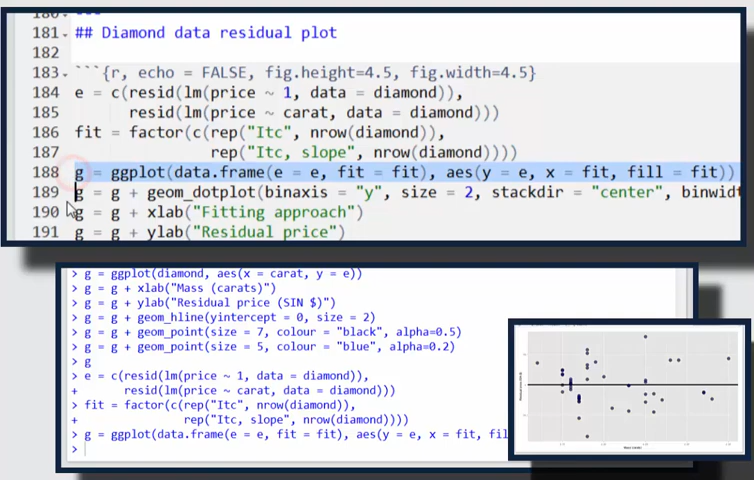 181 ## Diamond data residual plot
182
183 ```{r, echo = FALSE, fig.height=4.5, fig.width=4.5}
184 e = c(resid(lm(price ~ 1, data = diamond)),
185 resid(lm(price ~ carat, data = diamond)))
186 fit = factor(c(rep("Itc", nrow(diamond)),
187 rep("Itc, slope", nrow(diamond))))
188 g = ggplot(data.frame(e = e, fit = fit), aes(y = e, x = fit, fill = fit))
189 g = g + geom_dotplot(binaxis = "y", size = 2, stackdir = "center", binwidt
190 g = g + xlab("Fitting approach")
191 g = g + ylab("Residual price")
> g = ggplot(diamond, aes(x = carat, y = e))
> g = g + xlab("Mass (carats)")
> g = g + ylab("Residual price (SIN $)")
> g = g + geom_hline(yintercept = 0, size = 2)
> g = g + geom_point(size = 7, colour = "black", alpha=0.5)
> g = g + geom_point(size = 5, colour = "blue", alpha=0.2)
> g
> e = c(resid(lm(price ~ 1, data = diamond)),
+ resid(lm(price ~ carat, data = diamond)))
> fit = factor(c(rep("Itc", nrow(diamond)),
+ rep("Itc, slope", nrow(diamond))))
> g = ggplot(data.frame(e = e, fit = fit), aes(y = e, x = fit, fil
>